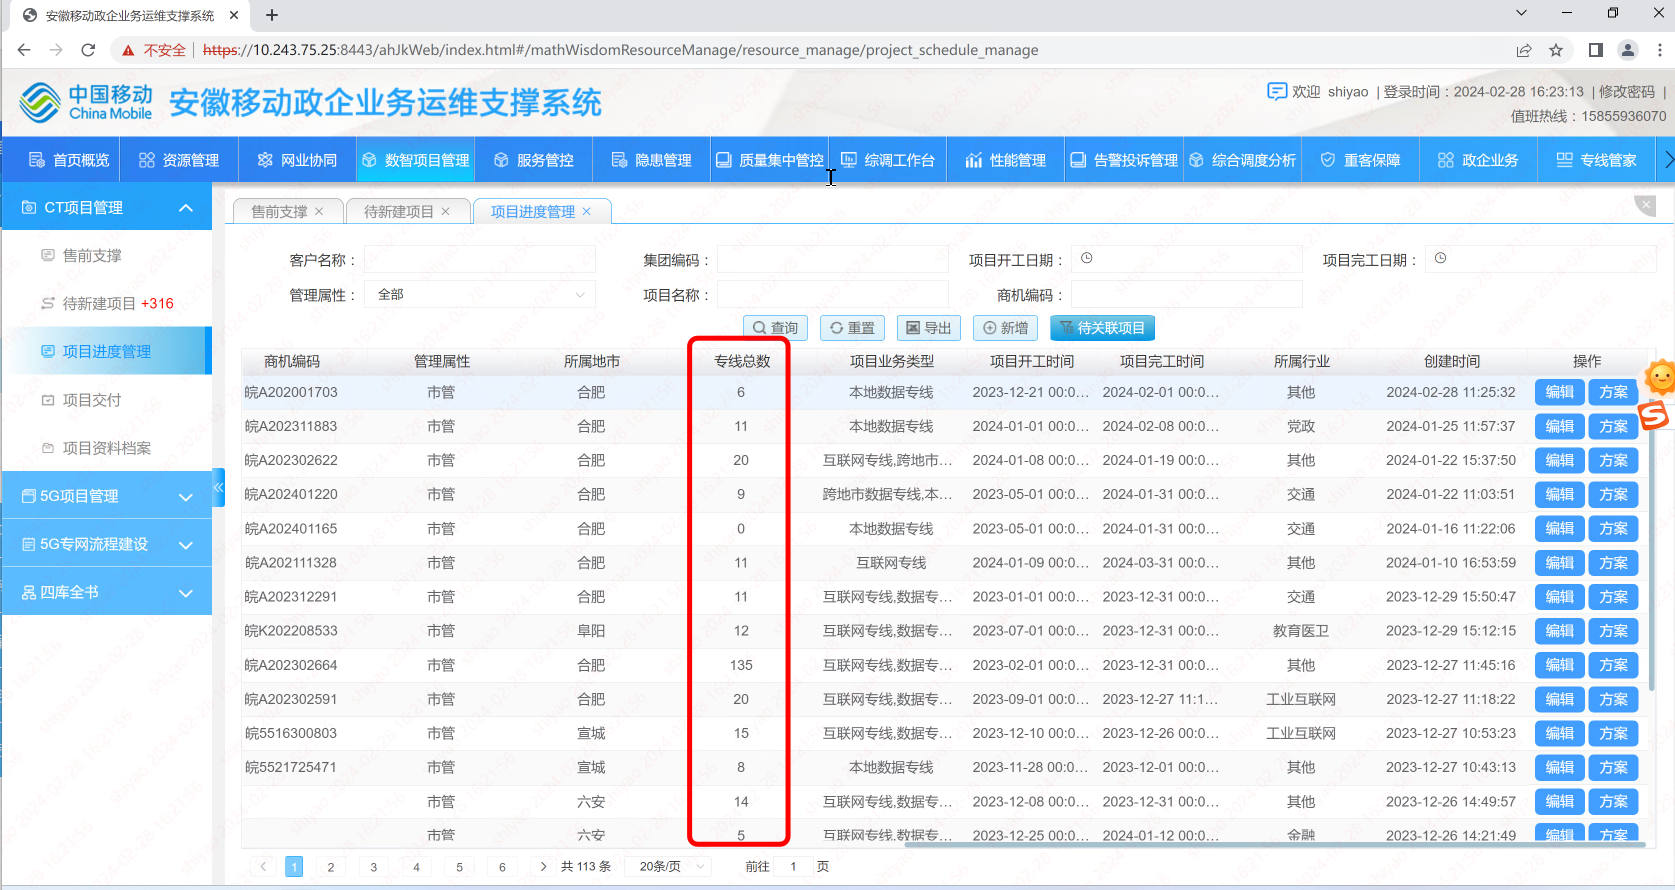 安徽移动政企业务运维支撑系统
不安全 https://10.243.75.25:8443/ahJkWeb/index.html#/mathWisdomResourceManage/resource_manage/project_schedule_manage
中国移动 China Mobile 安徽移动政企业务运维支撑系统
欢迎 shiyao | 登录时间：2024-02-28 16:23:13 | 修改密码 |
值班热线：15855936070
首页概览 资源管理 网业协同 数智项目管理 服务管控 隐患管理 质量集中管控 综调工作台 性能管理 告警投诉管理 综合调度分析 重客保障 政企业务 专线管家
CT项目管理
售前支撑
待新建项目 +316
项目进度管理
项目交付
项目资料档案
5G项目管理
5G专网流程建设
四库全书
售前支撑 待新建项目 项目进度管理
客户名称： 集团编码： 项目开工日期： 项目完工日期：
管理属性： 全部 项目名称： 商机编码：
查询 重置 导出 新增 待关联项目
商机编码 管理属性 所属地市 专线总数 项目业务类型 项目开工时间 项目完工时间 所属行业 创建时间 操作
皖A202001703 市管 合肥 6 本地数据专线 2023-12-21 00:0... 2024-02-01 00:0... 其他 2024-02-28 11:25:32 编辑 方案
皖A202311883 市管 合肥 11 本地数据专线 2024-01-01 00:0... 2024-02-08 00:0... 党政 2024-01-25 11:57:37 编辑 方案
皖A202302622 市管 合肥 20 互联网专线,跨地市... 2024-01-08 00:0... 2024-01-19 00:0... 其他 2024-01-22 15:37:50 编辑 方案
皖A202401220 市管 合肥 9 跨地市数据专线,本... 2023-05-01 00:0... 2024-01-31 00:0... 交通 2024-01-22 11:03:51 编辑 方案
皖A202401165 市管 合肥 0 本地数据专线 2023-05-01 00:0... 2024-01-31 00:0... 交通 2024-01-16 11:22:06 编辑 方案
皖A202111328 市管 合肥 11 互联网专线 2024-01-09 00:0... 2024-03-31 00:0... 其他 2024-01-10 16:53:59 编辑 方案
皖A202312291 市管 合肥 11 互联网专线,数据专... 2023-01-01 00:0... 2023-12-31 00:0... 交通 2023-12-29 15:50:47 编辑 方案
皖K202208533 市管 阜阳 12 互联网专线,数据专... 2023-07-01 00:0... 2023-12-31 00:0... 教育医卫 2023-12-29 15:12:15 编辑 方案
皖A202302664 市管 合肥 135 互联网专线,数据专... 2023-02-01 00:0... 2023-12-31 00:0... 其他 2023-12-27 11:45:16 编辑 方案
皖A202302591 市管 合肥 20 互联网专线,数据专... 2023-09-01 00:0... 2023-12-27 11:1... 工业互联网 2023-12-27 11:18:22 编辑 方案
皖5516300803 市管 宣城 15 互联网专线,数据专... 2023-12-10 00:0... 2023-12-26 00:0... 工业互联网 2023-12-27 10:53:23 编辑 方案
皖5521725471 市管 宣城 8 本地数据专线 2023-11-28 00:0... 2023-12-01 00:0... 其他 2023-12-27 10:43:13 编辑 方案
市管 六安 14 互联网专线,数据专... 2023-12-08 00:0... 2023-12-31 00:0... 其他 2023-12-26 14:49:57 编辑 方案
市管 六安 5 互联网专线,数据专... 2023-12-25 00:0... 2024-01-12 00:0... 金融 2023-12-26 14:21:49 编辑 方案
1 2 3 4 5 6 共 113 条 20条/页 前往 1 页